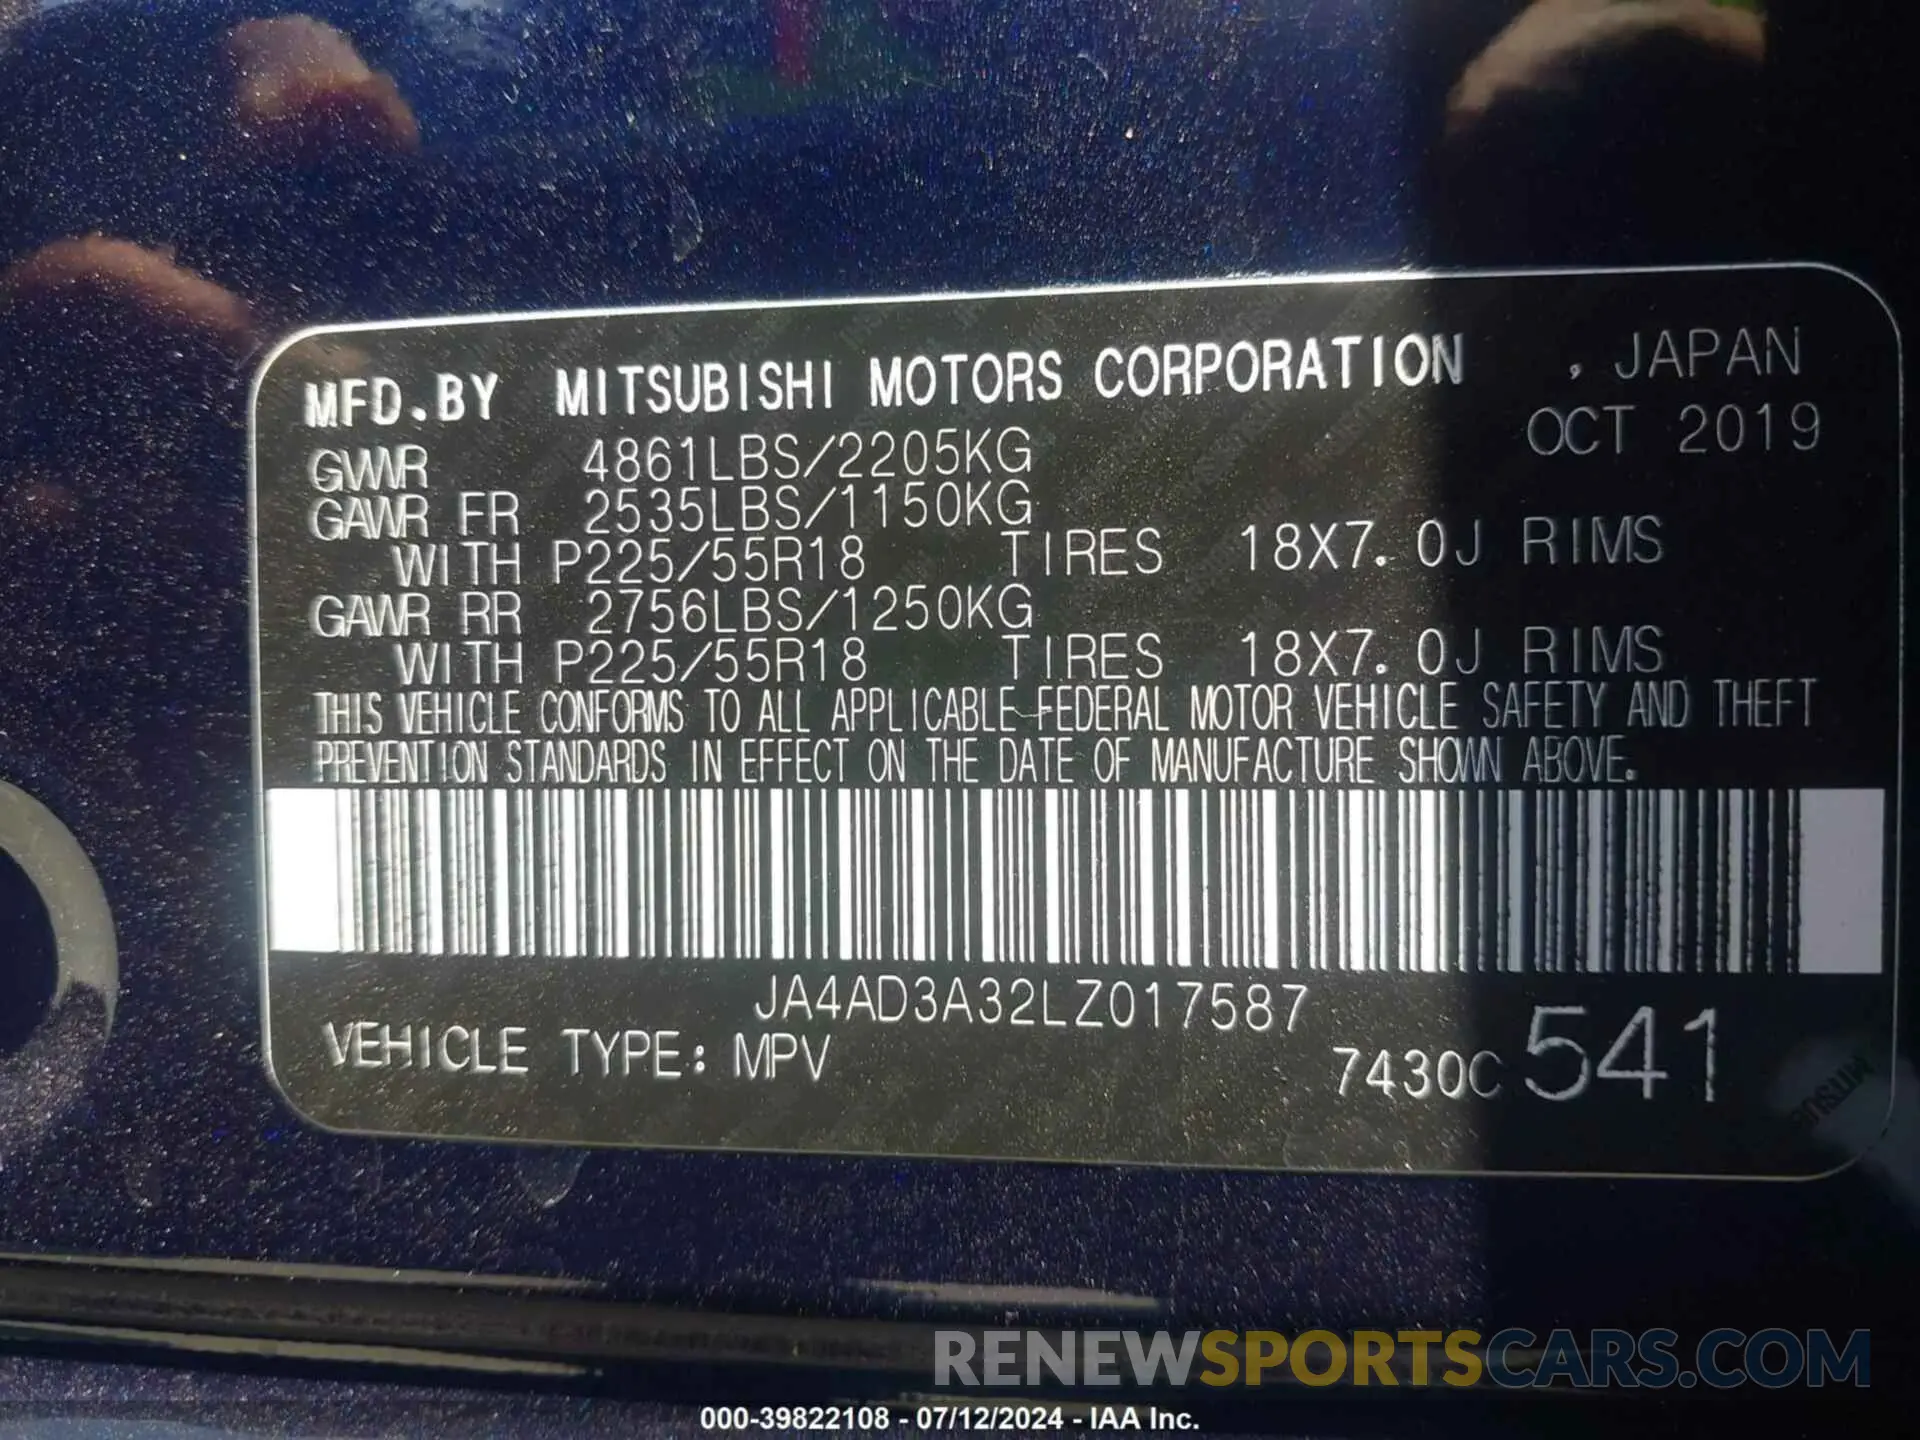 MFD.BY MITSUBISHI MOTORS CORPORATION , JAPAN
GVWR 4861LBS/2205KG OCT 2019
GAWR FR 2535LBS/1150KG
WITH P225/55R18 TIRES 18X7.0J RIMS
GAWR RR 2756LBS/1250KG
WITH P225/55R18 TIRES 18X7.0J RIMS
THIS VEHICLE CONFORMS TO ALL APPLICABLE FEDERAL MOTOR VEHICLE SAFETY AND THEFT
PREVENTION STANDARDS IN EFFECT ON THE DATE OF MANUFACTURE SHOWN ABOVE.
JA4AD3A32LZ017587
VEHICLE TYPE: MPV 7430C 541
RENEWSPORTSCARS.COM
000-39822108 - 07/12/2024 - IAA Inc.